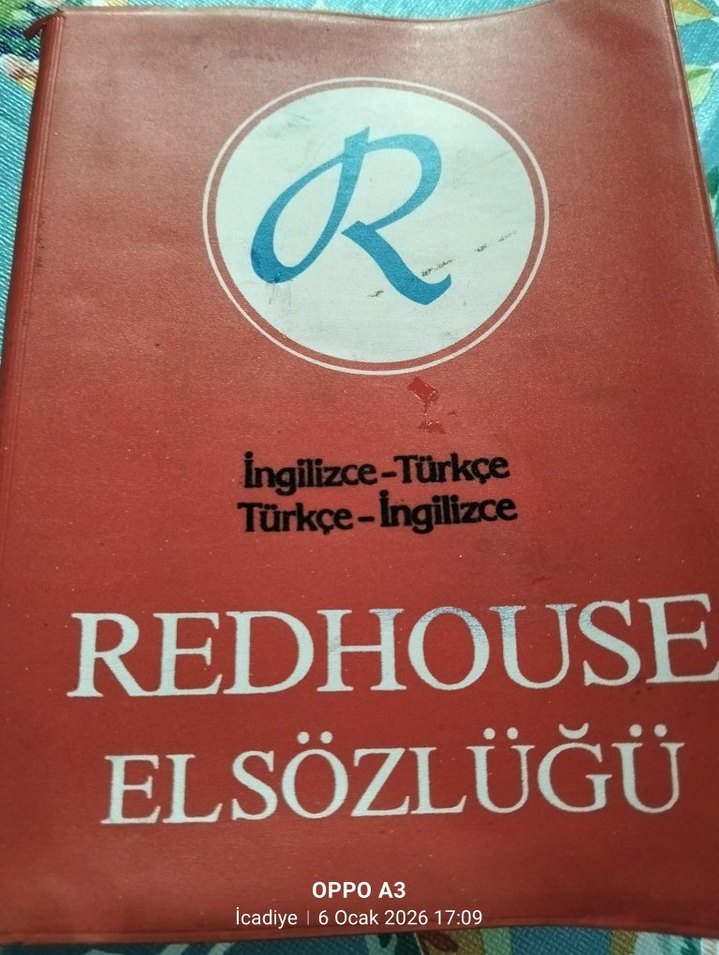 R
İngilizce-Türkçe
Türkçe-İngilizce
REDHOUSE
EL SÖZLÜĞÜ
OPPO A3
İcadiye | 6 Ocak 2026 17:09